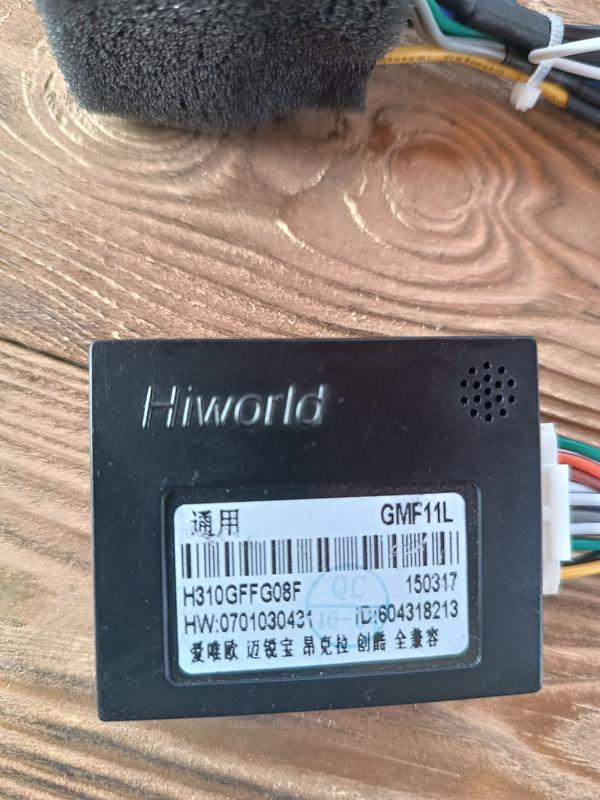 Hiworld
通用 GMF11L
H310GFFG08F 150317
QC
HW:0701030431 ID:604318213
爱唯欧 迈锐宝 昂克拉 创酷 全兼容